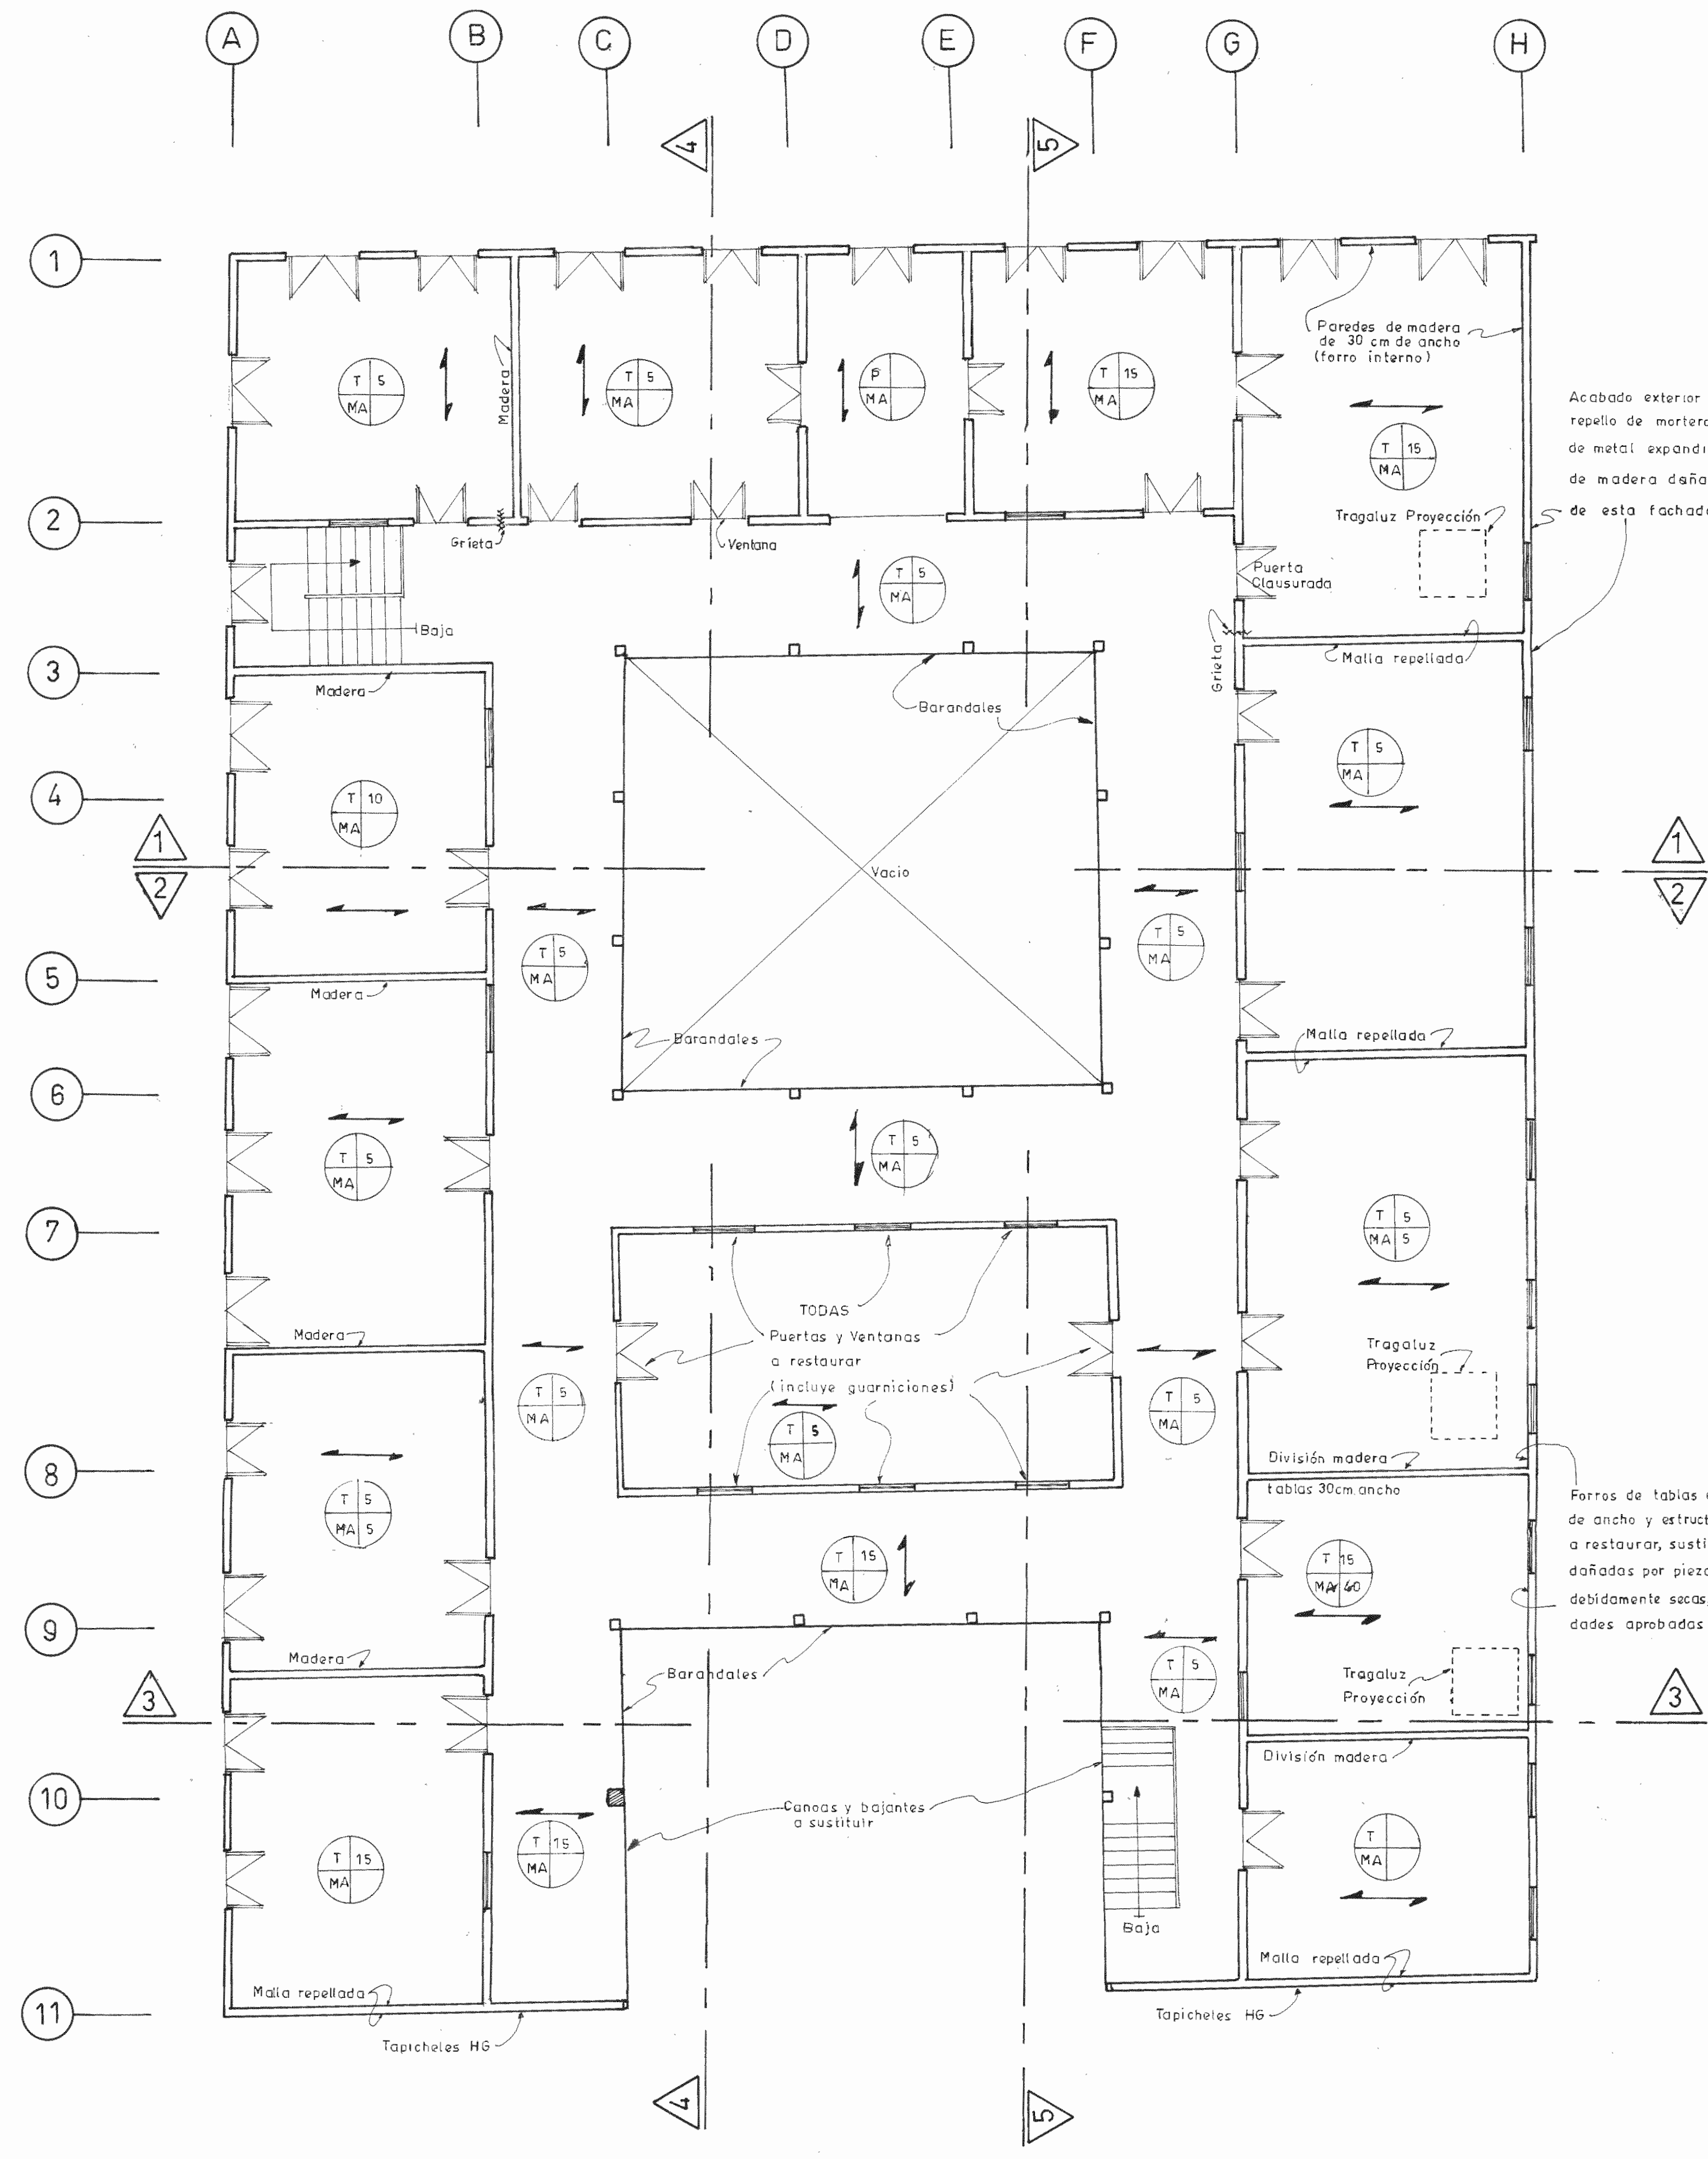 A
B
C
D
E
F
G
H
4
5
1
Paredes de madera
de 30 cm de ancho
(forro interno)
Madera
T 5
MA
T 5
MA
P
MA
T 15
MA
Acabado exterior
repello de mortero
de metal
de madera
de esta
T 15
MA
2
Tragaluz Proyección
Grieta
Ventana
Puerta
Clausurada
T 5
MA
Baja
Grieta
3
Malla repellada
Madera
Barandales
T 5
MA
4
T 10
MA
1
2
1
2
Vacio
T 5
MA
T 5
MA
5
Madera
Malla repellada
Barandales
6
T 5
MA
T 5
MA
7
T 5
MA 5
TODAS
Puertas y Ventanas
a restaurar
(incluye guarniciones)
Madera
Tragaluz
Proyección
T 5
MA
T 5
MA
T 5
MA
8
División madera
tablas 30cm. ancho
T 5
MA 5
Forros de tablas
de ancho y
a restaurar,
dañadas por
debidamente secas,
dades aprobadas
T 15
MA
T 15
MA 60
9
Madera
Barandales
T 5
MA
Tragaluz
Proyección
3
3
División madera
10
Canoas y bajantes
a sustituir
T 15
MA
T 15
MA
T
MA
Baja
Malla repellada
Malla repellada
11
Tapicheles HG
Tapicheles HG
4
5